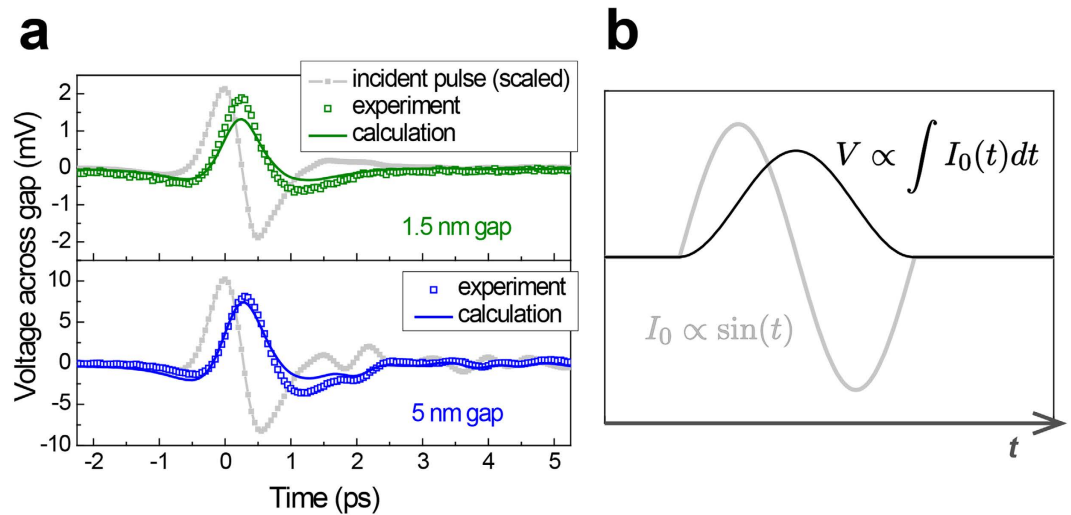 a
b
Voltage across gap (mV)
2
1
0
-1
-2
incident pulse (scaled)
experiment
calculation
1.5 nm gap
10
5
0
-5
-10
experiment
calculation
5 nm gap
-2 -1 0 1 2 3 4 5
Time (ps)
V ∝ ∫ I₀(t)dt
I₀ ∝ sin(t)
t